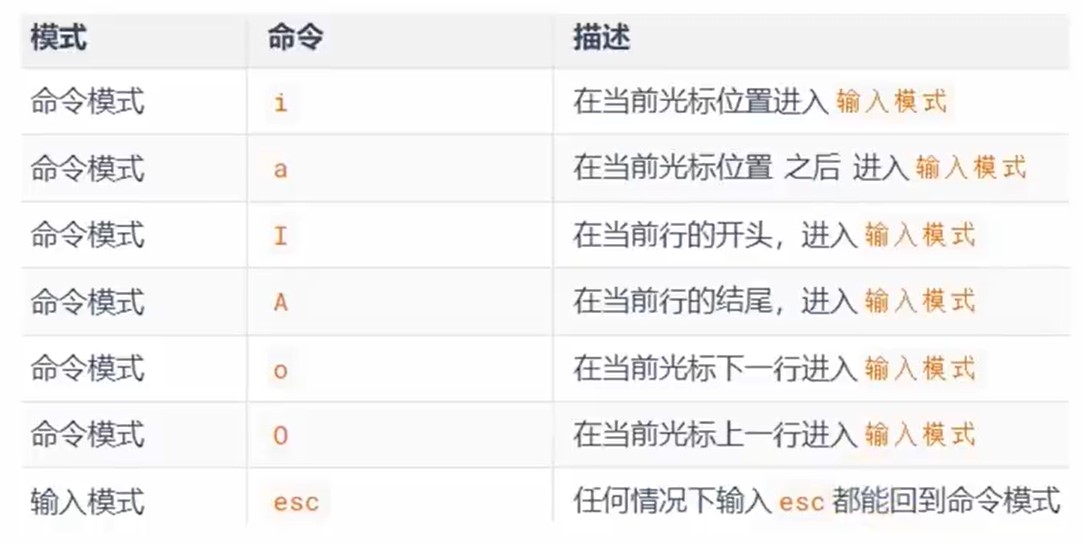 模式 命令 描述
命令模式 i 在当前光标位置进入 输入模式
命令模式 a 在当前光标位置 之后 进入 输入模式
命令模式 I 在当前行的开头，进入 输入模式
命令模式 A 在当前行的结尾，进入 输入模式
命令模式 o 在当前光标下一行进入 输入模式
命令模式 O 在当前光标上一行进入 输入模式
输入模式 esc 任何情况下输入 esc 都能回到命令模式